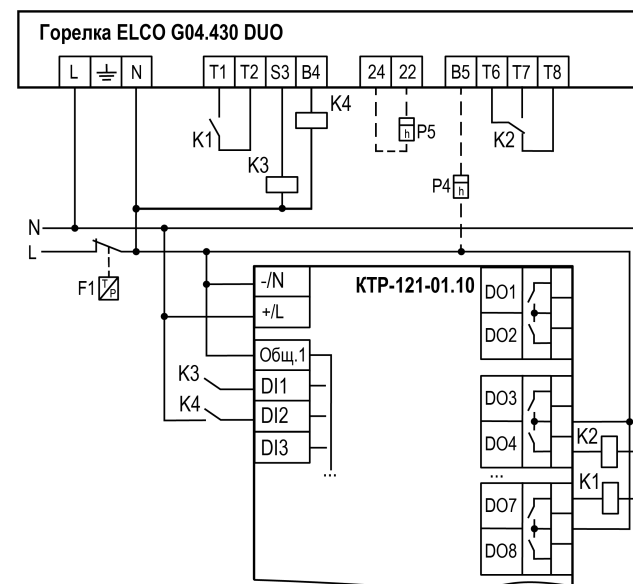 Горелка ELCO G04.430 DUO
L N T1 T2 S3 B4 24 22 B5 T6 T7 T8
K4
K1 P5 K2
K3
P4 h
h
N
L
F1 T P
-/N КТР-121-01.10 DO1
+/L DO2
Общ.1
K3 DI1 DO3
K4 DI2 DO4 K2
DI3
... ...
K1
DO7
DO8